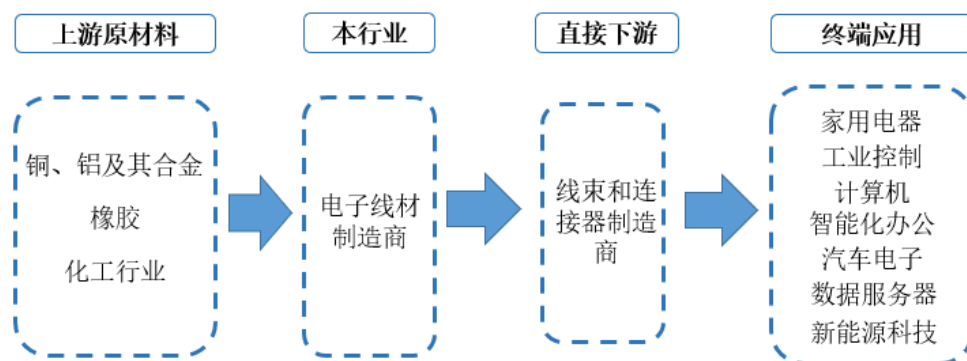 上游原材料
本行业
直接下游
终端应用
铜、铝及其合金
橡胶
化工行业
电子线材
制造商
线束和连
接器制造
商
家用电器
工业控制
计算机
智能化办公
汽车电子
数据服务器
新能源科技